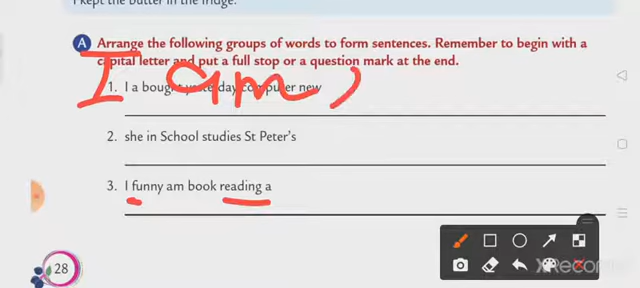 I kept the butter in the fridge.
A Arrange the following groups of words to form sentences. Remember to begin with a
capital letter and put a full stop or a question mark at the end.
I am,
1. I a bought yesterday computer new
2. she in School studies St Peter's
3. I funny am book reading a
28
XRecorder